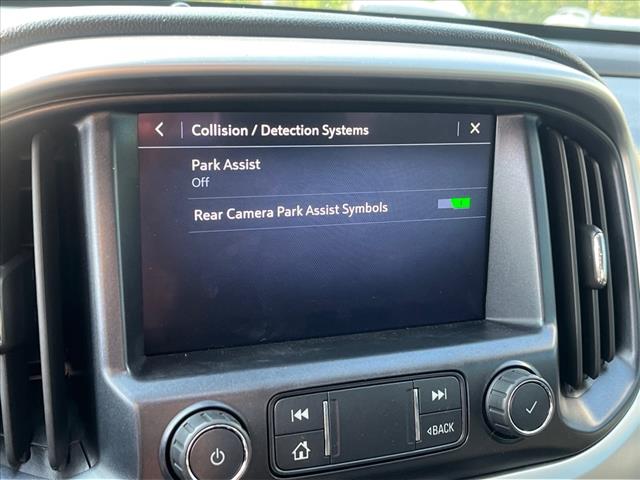 Collision / Detection Systems
Park Assist
Off
Rear Camera Park Assist Symbols
BACK